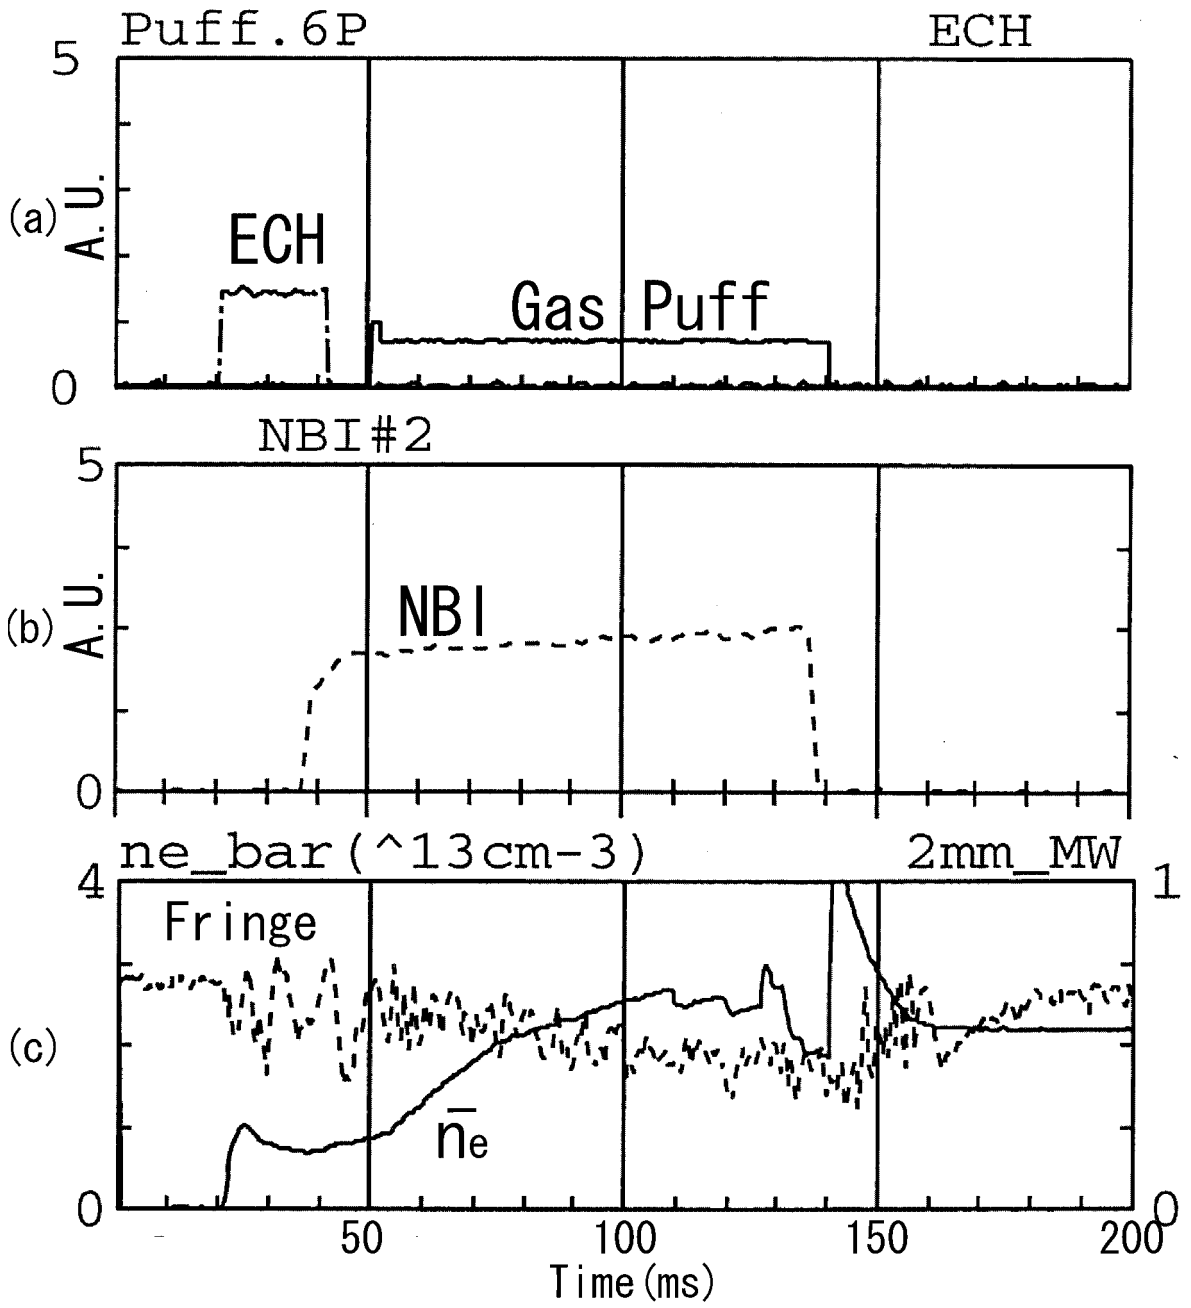 Puff.6P ECH
5
(a) A.U.
ECH
Gas Puff
0
NBI#2
5
(b) A.U.
NBI
0
ne_bar(^13cm-3) 2mm_MW
4 1
Fringe
(c)
n̄e
0 0
50 100 150 200
Time(ms)